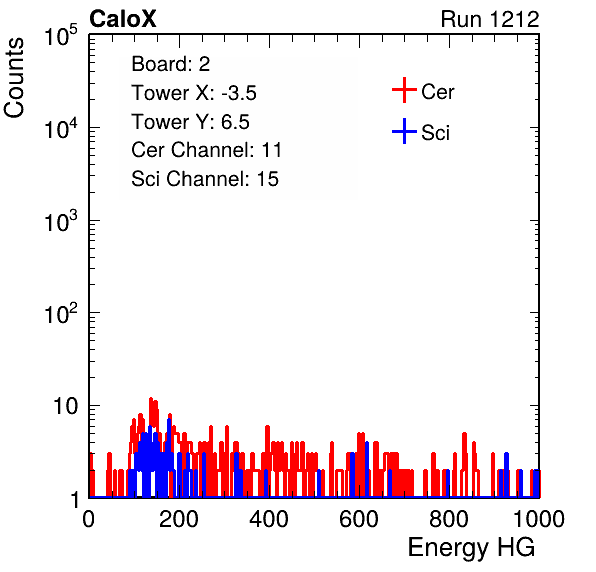 CaloX Run 1212
Counts
Board: 2
Tower X: -3.5
Tower Y: 6.5
Cer Channel: 11
Sci Channel: 15
Cer
Sci
10^5
10^4
10^3
10^2
10
1
0 200 400 600 800 1000
Energy HG